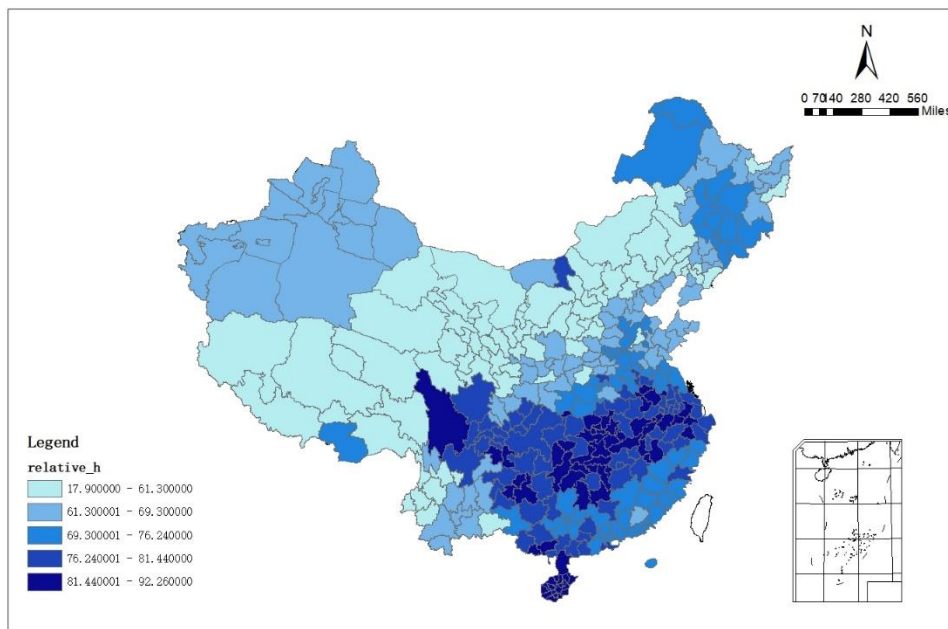 N
0 70140 280 420 560
Miles
Legend
relative_h
17.900000 - 61.300000
61.300001 - 69.300000
69.300001 - 76.240000
76.240001 - 81.440000
81.440001 - 92.260000